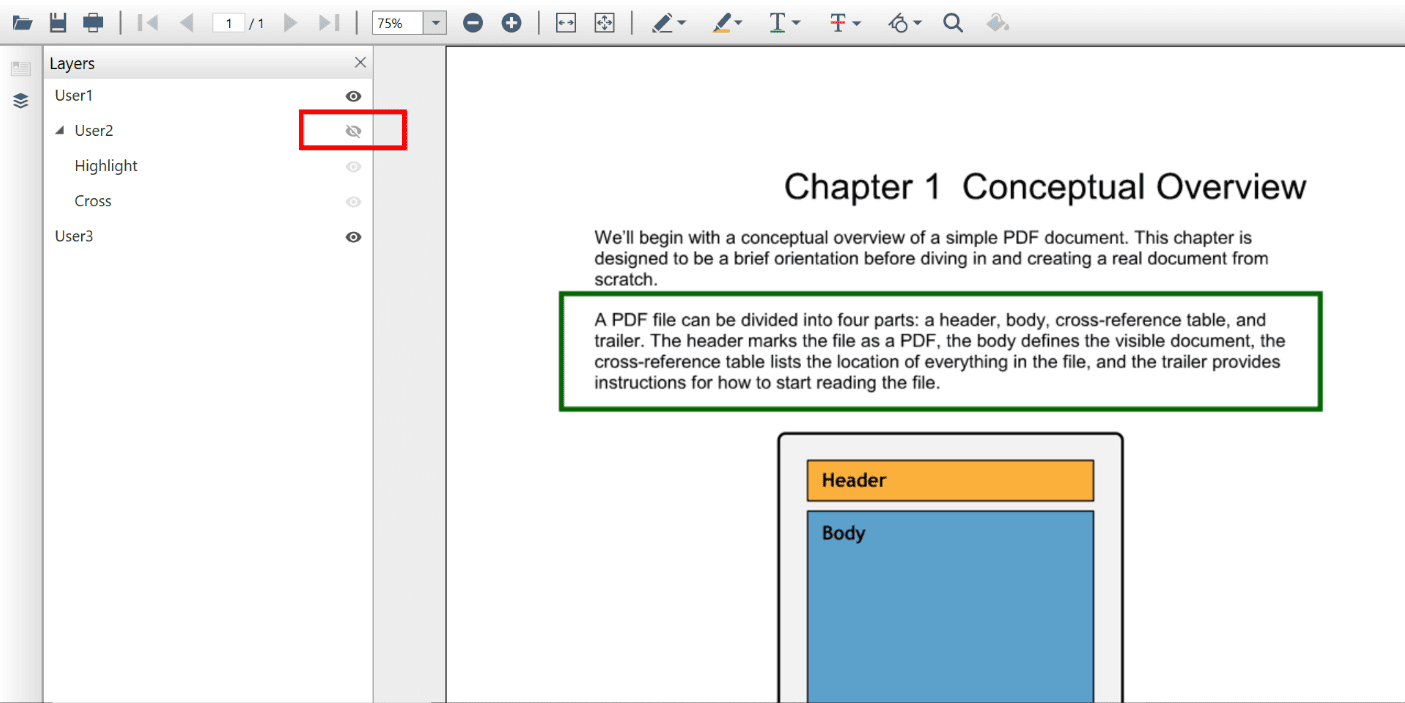 1 / 1
75%
Layers
User1
User2
Highlight
Cross
User3
Chapter 1 Conceptual Overview
We'll begin with a conceptual overview of a simple PDF document. This chapter is
designed to be a brief orientation before diving in and creating a real document from
scratch.
A PDF file can be divided into four parts: a header, body, cross-reference table, and
trailer. The header marks the file as a PDF, the body defines the visible document, the
cross-reference table lists the location of everything in the file, and the trailer provides
instructions for how to start reading the file.
Header
Body